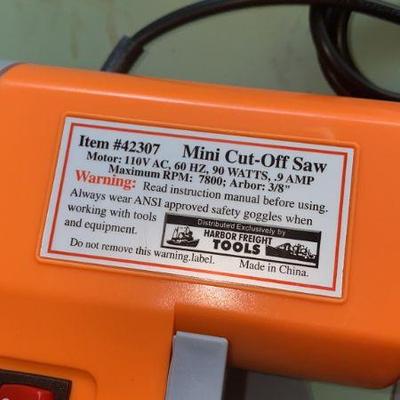 Item #42307 Mini Cut-Off Saw
Motor: 110V AC, 60 HZ, 90 WATTS, .9 AMP
Maximum RPM: 7800; Arbor: 3/8"
Warning: Read instruction manual before using.
Always wear ANSI approved safety goggles when
working with tools
and equipment.
Distributed Exclusively by
HARBOR FREIGHT
TOOLS
Do not remove this warning.label. Made in China.